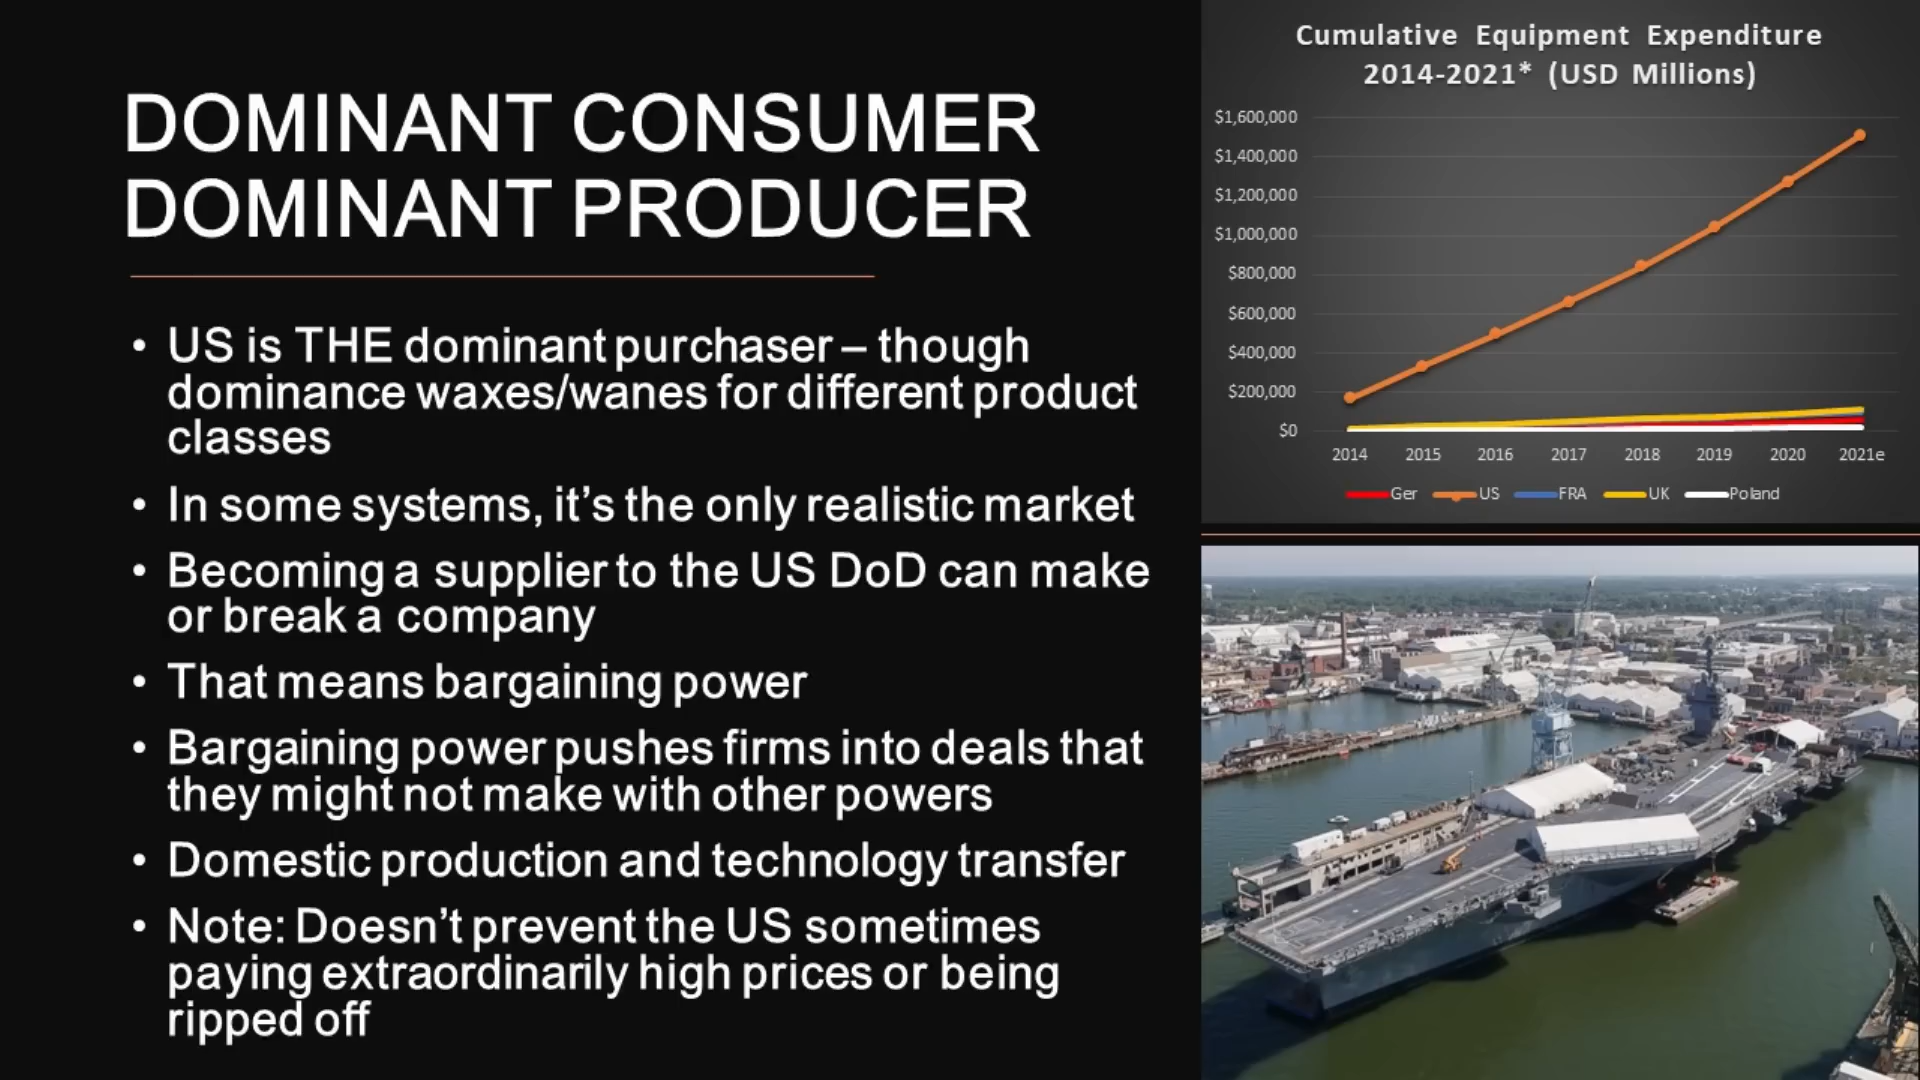 DOMINANT CONSUMER
DOMINANT PRODUCER
• US is THE dominant purchaser – though
dominance waxes/wanes for different product
classes
• In some systems, it’s the only realistic market
• Becoming a supplier to the US DoD can make
or break a company
• That means bargaining power
• Bargaining power pushes firms into deals that
they might not make with other powers
• Domestic production and technology transfer
• Note: Doesn’t prevent the US sometimes
paying extraordinarily high prices or being
ripped off
Cumulative Equipment Expenditure
2014-2021* (USD Millions)
$1,600,000
$1,400,000
$1,200,000
$1,000,000
$800,000
$600,000
$400,000
$200,000
$0
2014 2015 2016 2017 2018 2019 2020 2021e
Ger US FRA UK Poland